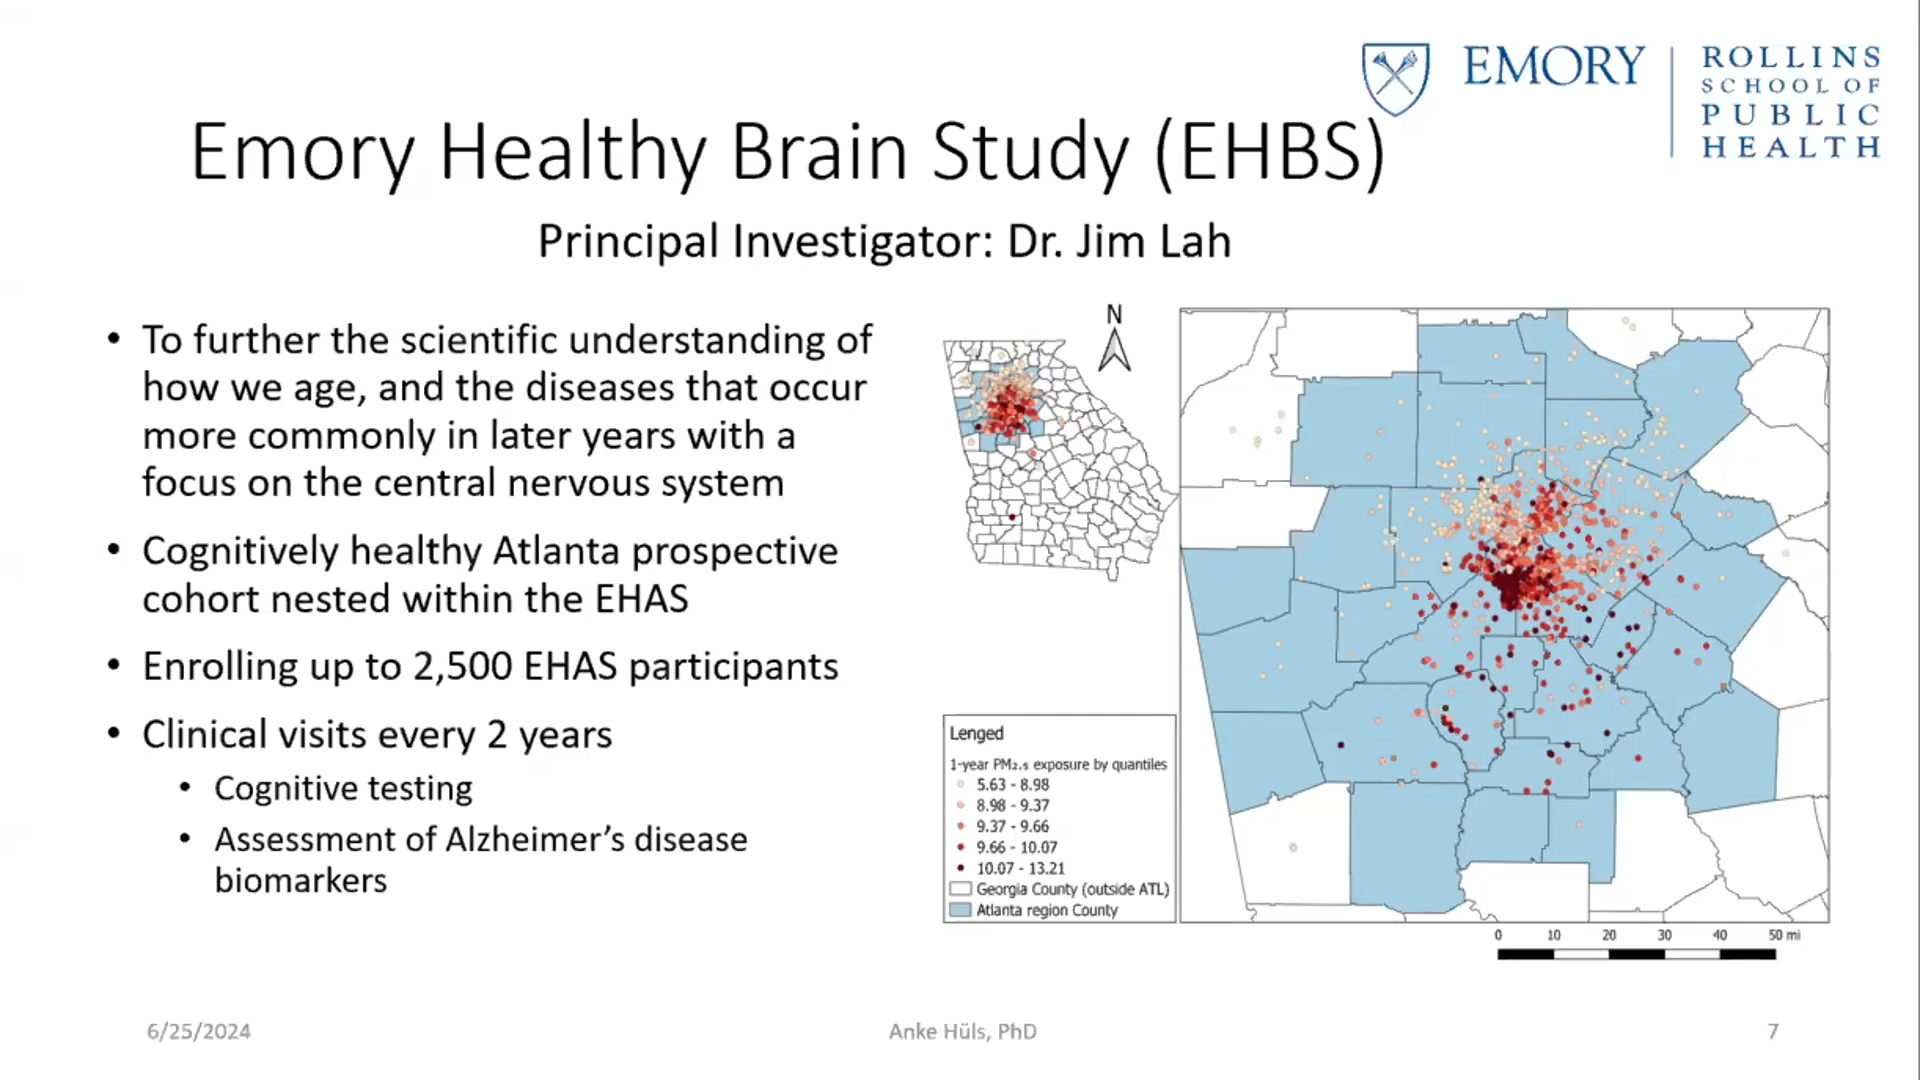 EMORY
ROLLINS
SCHOOL OF
PUBLIC
HEALTH
Emory Healthy Brain Study (EHBS)
Principal Investigator: Dr. Jim Lah
• To further the scientific understanding of
how we age, and the diseases that occur
more commonly in later years with a
focus on the central nervous system
• Cognitively healthy Atlanta prospective
cohort nested within the EHAS
• Enrolling up to 2,500 EHAS participants
• Clinical visits every 2 years
• Cognitive testing
• Assessment of Alzheimer’s disease
biomarkers
N
Lenged
1-year PM₂.₅ exposure by quantiles
5.63 - 8.98
8.98 - 9.37
9.37 - 9.66
9.66 - 10.07
10.07 - 13.21
Georgia County (outside ATL)
Atlanta region County
0 10 20 30 40 50 mi
6/25/2024 Anke Hüls, PhD 7